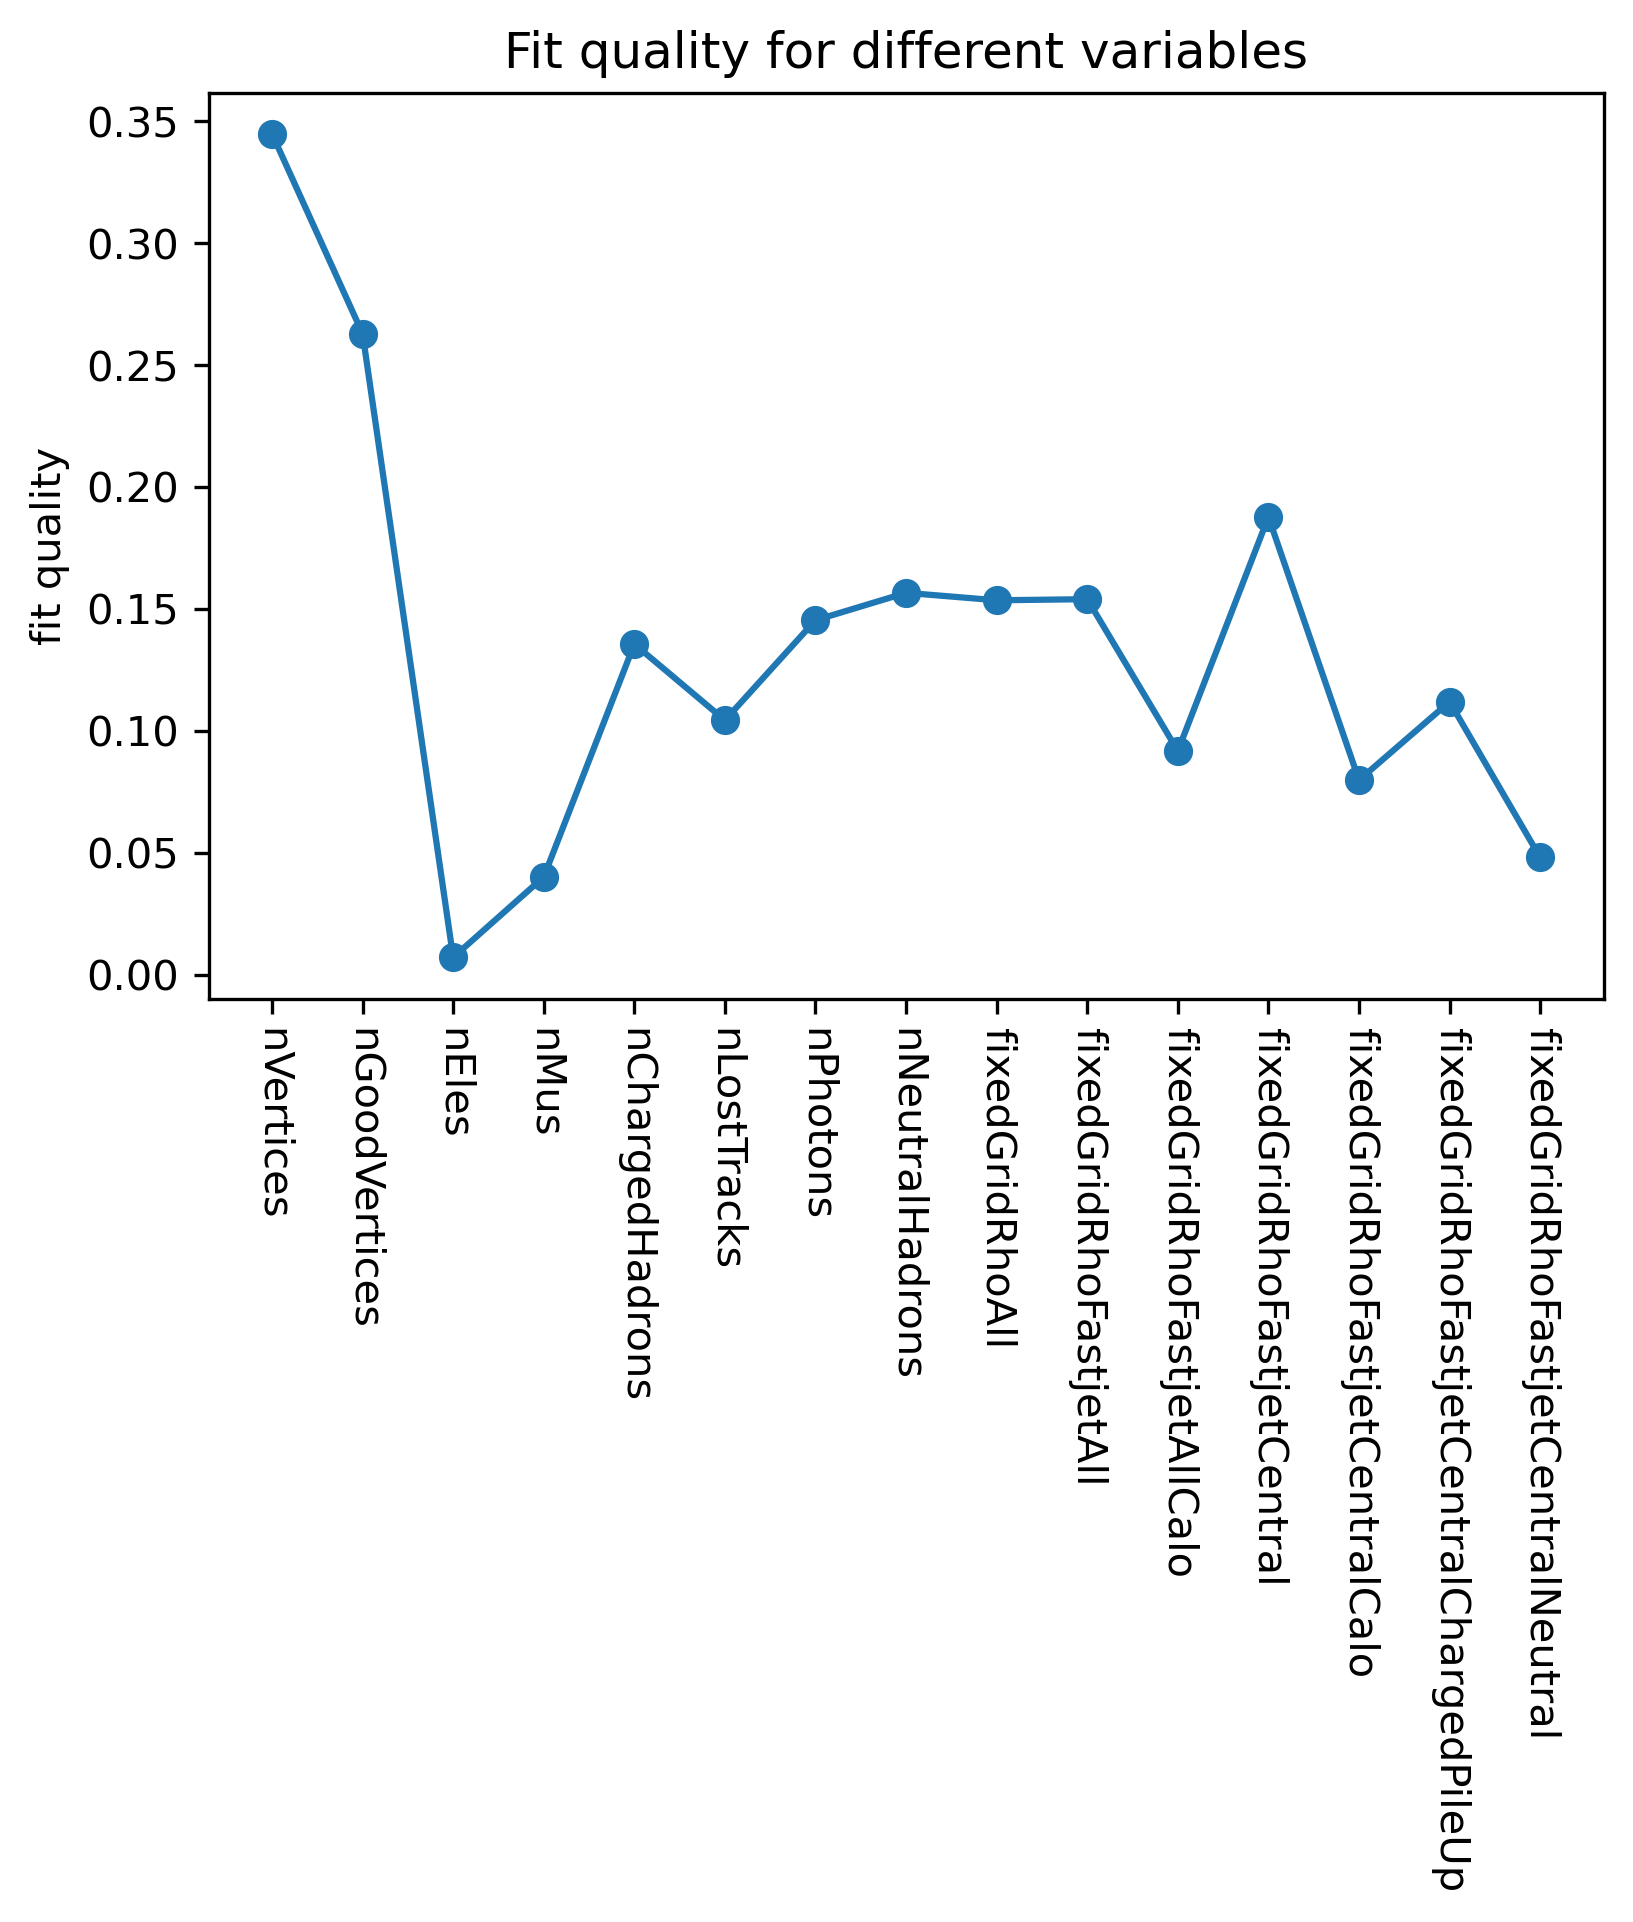 Fit quality for different variables
fit quality
0.35
0.30
0.25
0.20
0.15
0.10
0.05
0.00
nVertices
nGoodVertices
nEles
nMus
nChargedHadrons
nLostTracks
nPhotons
nNeutralHadrons
fixedGridRhoAll
fixedGridRhoFastjetAll
fixedGridRhoFastjetAllCalo
fixedGridRhoFastjetCentral
fixedGridRhoFastjetCentralCalo
fixedGridRhoFastjetCentralChargedPileUp
fixedGridRhoFastjetCentralNeutral